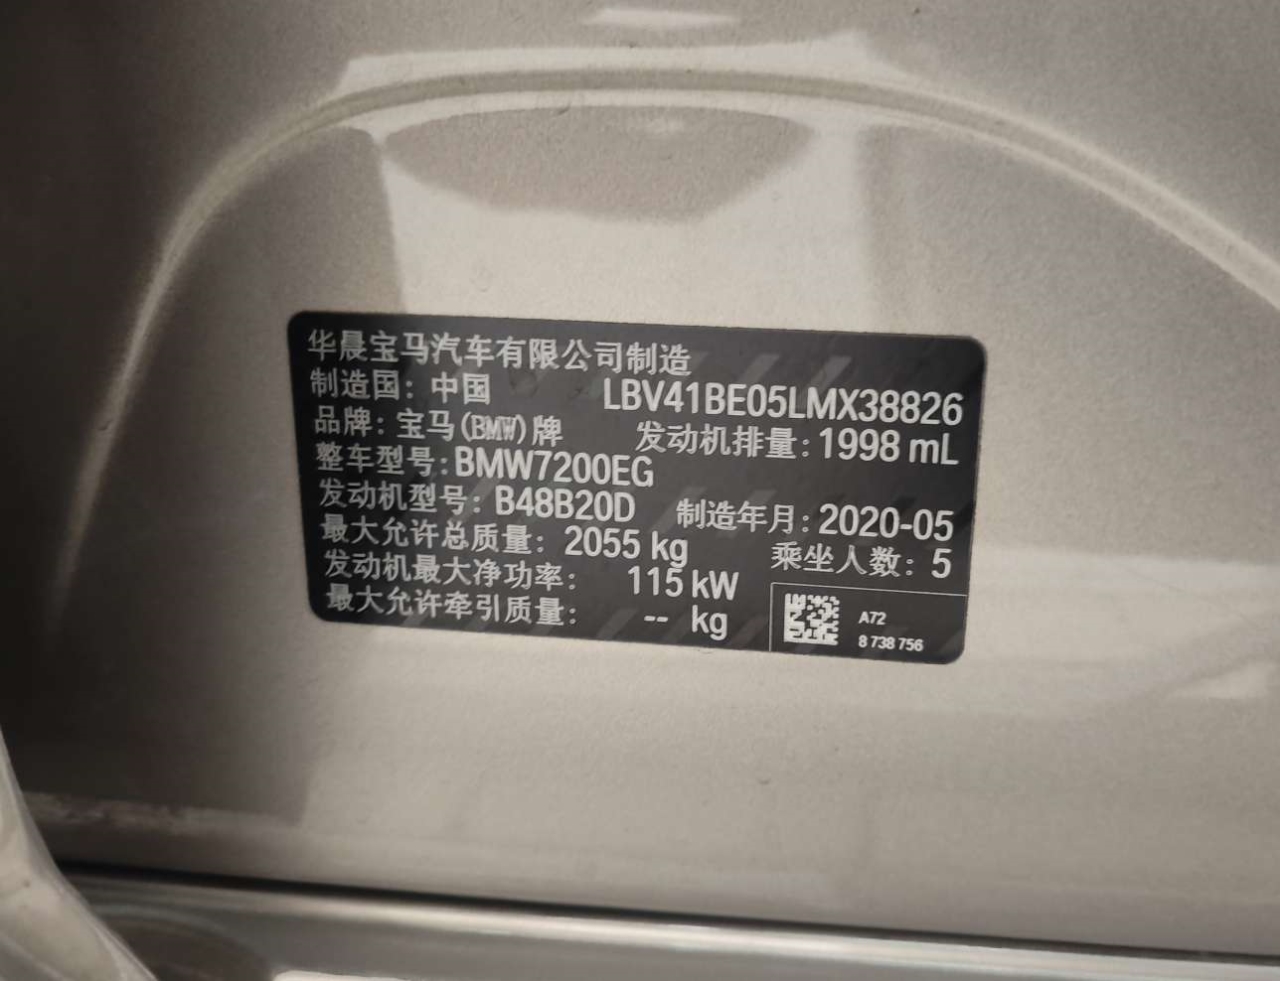 华晨宝马汽车有限公司制造
制造国：中国 LBV41BE05LMX38826
品牌：宝马(BMW)牌 发动机排量：1998 mL
整车型号：BMW7200EG
发动机型号：B48B20D 制造年月：2020-05
最大允许总质量：2055 kg 乘坐人数：5
发动机最大净功率：115 kW
最大允许牵引质量：-- kg
A72
8 738 756